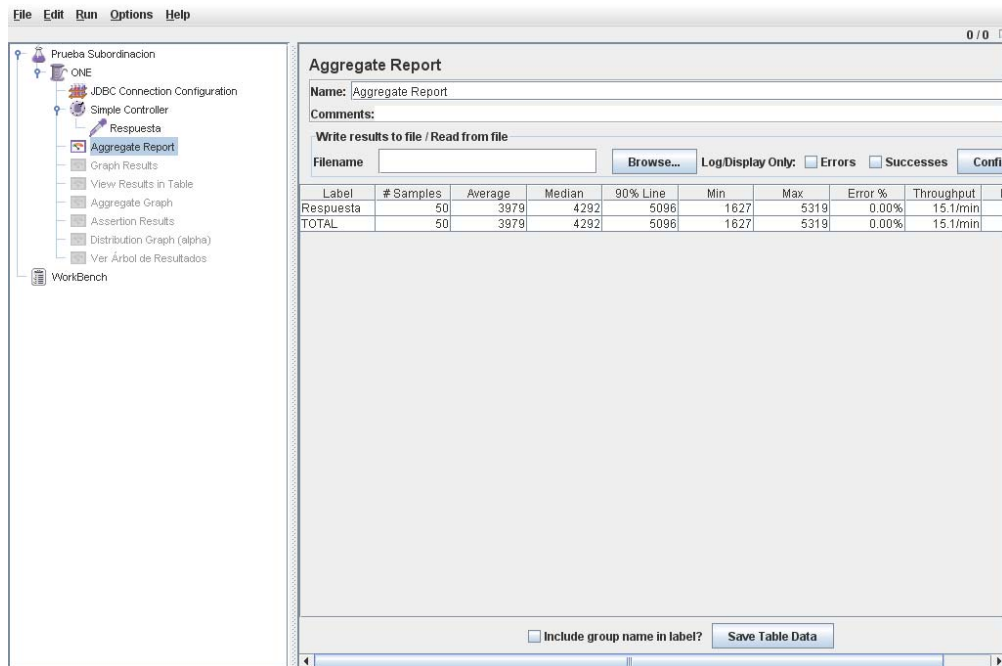 File Edit Run Options Help
0 / 0
Prueba Subordinacion
ONE
JDBC Connection Configuration
Simple Controller
Respuesta
Aggregate Report
Graph Results
View Results in Table
Aggregate Graph
Assertion Results
Distribution Graph (alpha)
Ver Árbol de Resultados
WorkBench
Aggregate Report
Name: Aggregate Report
Comments:
Write results to file / Read from file
Filename Browse... Log/Display Only: Errors Successes Confi
Label # Samples Average Median 90% Line Min Max Error % Throughput
Respuesta 50 3979 4292 5096 1627 5319 0.00% 15.1/min
TOTAL 50 3979 4292 5096 1627 5319 0.00% 15.1/min
Include group name in label? Save Table Data